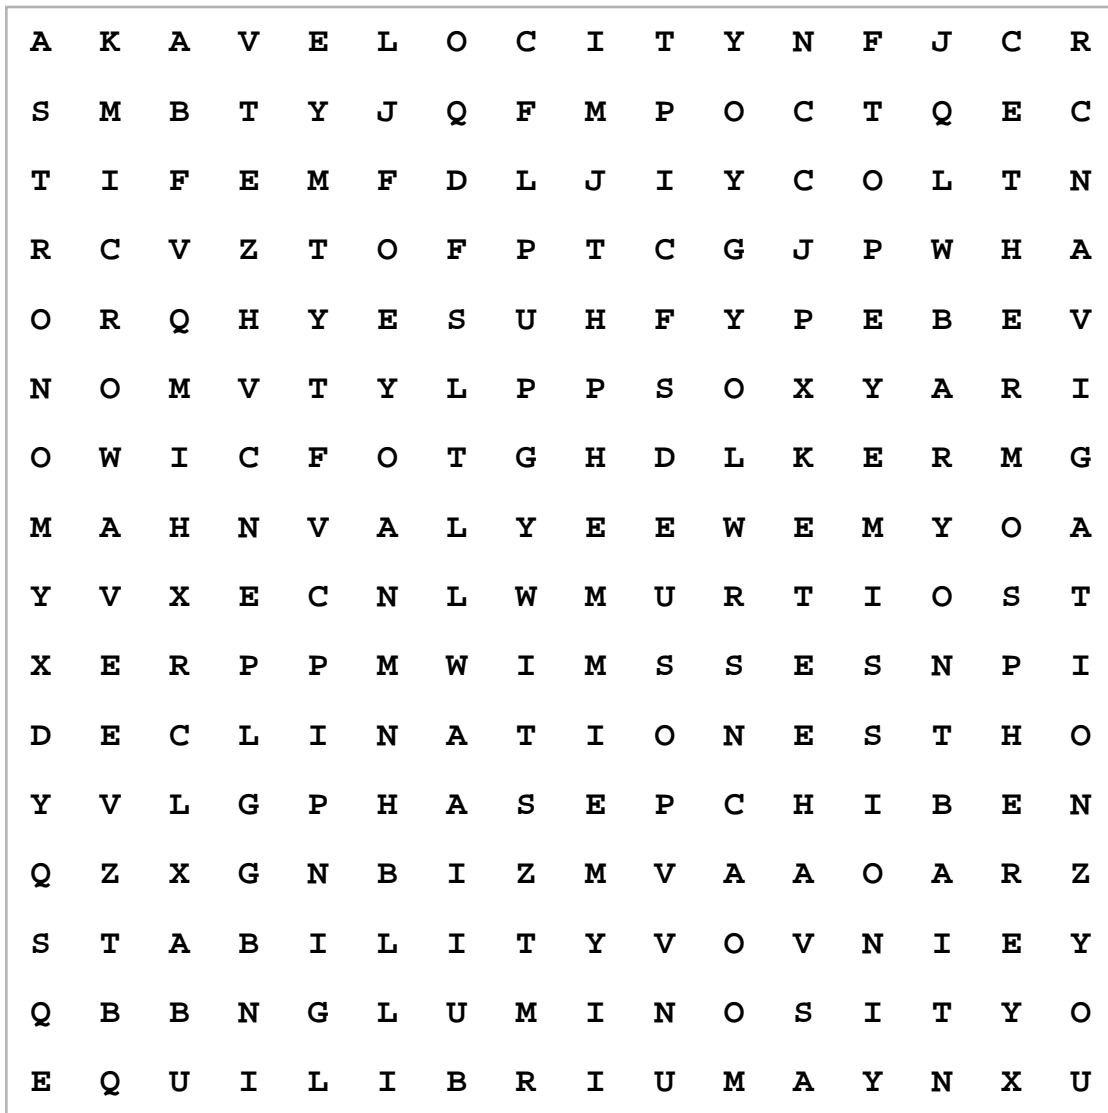 A K A V E L O C I T Y N F J C R
S M B T Y J Q F M P O C T Q E C
T I F E M F D L J I Y C O L T N
R C V Z T O F P T C G J P W H A
O R Q H Y E S U H F Y P E B E V
N O M V T Y L P P S O X Y A R I
O W I C F O T G H D L K E R M G
M A H N V A L Y E E W E M Y O A
Y V X E C N L W M U R T I O S T
X E R P P M W I M S S E S N P I
D E C L I N A T I O N E S T H O
Y V L G P H A S E P C H I B E N
Q Z X G N B I Z M V A A O A R Z
S T A B I L I T Y V O V N I E Y
Q B B N G L U M I N O S I T Y O
E Q U I L I B R I U M A Y N X U